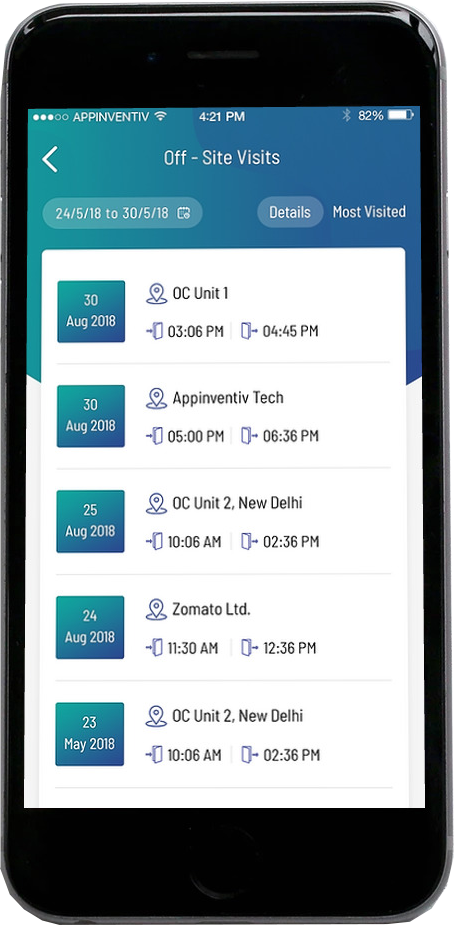 APPINVENTIV 4:21 PM 82%
Off - Site Visits
24/5/18 to 30/5/18 Details Most Visited
30
Aug 2018
OC Unit 1
03:06 PM 04:45 PM
30
Aug 2018
Appinventiv Tech
05:00 PM 06:36 PM
25
Aug 2018
OC Unit 2, New Delhi
10:06 AM 02:36 PM
24
Aug 2018
Zomato Ltd.
11:30 AM 12:36 PM
23
May 2018
OC Unit 2, New Delhi
10:06 AM 02:36 PM